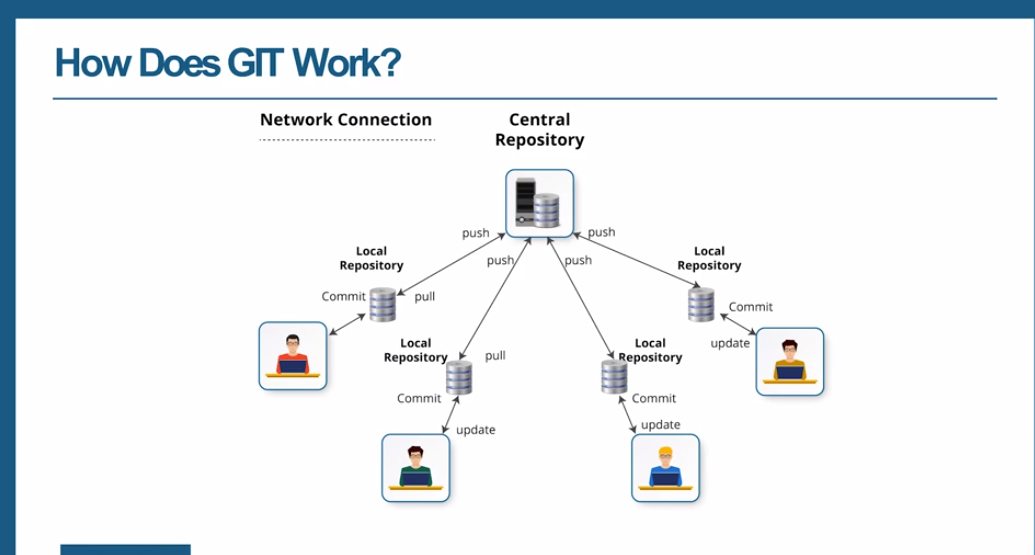 How Does GIT Work?
Network Connection
Central
Repository
push
push
push
push
Local
Repository
Local
Repository
Commit
pull
Commit
update
Local
Repository
pull
Local
Repository
Commit
update
Commit
update